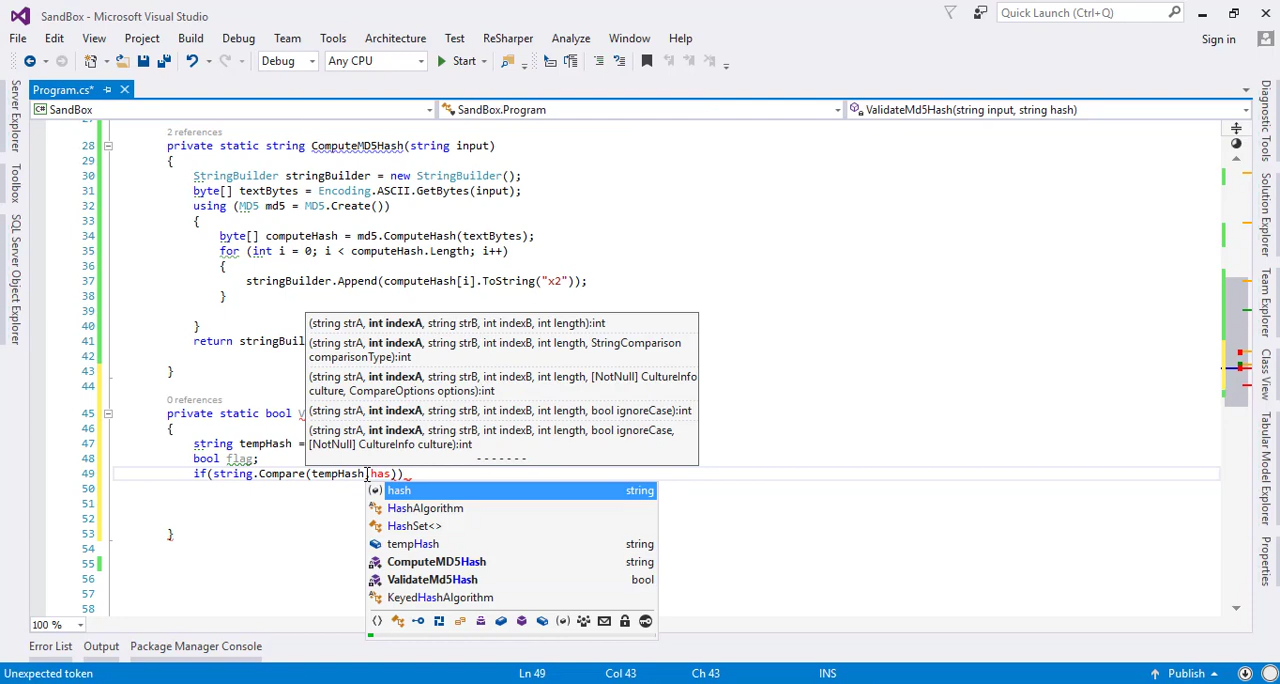 SandBox - Microsoft Visual Studio
Quick Launch (Ctrl+Q)
File Edit View Project Build Debug Team Tools Architecture Test ReSharper Analyze Window Help
Sign in
Debug Any CPU Start
Program.cs*
SandBox SandBox.Program ValidateMd5Hash(string input, string hash)
Server Explorer
Toolbox
SQL Server Object Explorer
2 references
28 private static string ComputeMD5Hash(string input)
29 {
30 StringBuilder stringBuilder = new StringBuilder();
31 byte[] textBytes = Encoding.ASCII.GetBytes(input);
32 using (MD5 md5 = MD5.Create())
33 {
34 byte[] computeHash = md5.ComputeHash(textBytes);
35 for (int i = 0; i < computeHash.Length; i++)
36 {
37 stringBuilder.Append(computeHash[i].ToString("x2"));
38 }
39
40 }
41 return stringBuil
42
43 }
44
0 references
45 private static bool V
46 {
47 string tempHash =
48 bool flag;
49 if(string.Compare(tempHash has))
50
51
52
53 }
54
55
56
57
58
(string strA, int indexA, string strB, int indexB, int length):int
(string strA, int indexA, string strB, int indexB, int length, StringComparison
comparisonType):int
(string strA, int indexA, string strB, int indexB, int length, [NotNull] CultureInfo
culture, CompareOptions options):int
(string strA, int indexA, string strB, int indexB, int length, bool ignoreCase):int
(string strA, int indexA, string strB, int indexB, int length, bool ignoreCase,
[NotNull] CultureInfo culture):int
hash string
HashAlgorithm
HashSet<>
tempHash string
ComputeMD5Hash string
ValidateMd5Hash bool
KeyedHashAlgorithm
Diagnostic Tools
Solution Explorer
Team Explorer
Class View
Tabular Model Explorer
Properties
100 %
Error List Output Package Manager Console
Unexpected token Ln 49 Col 43 Ch 43 INS Publish